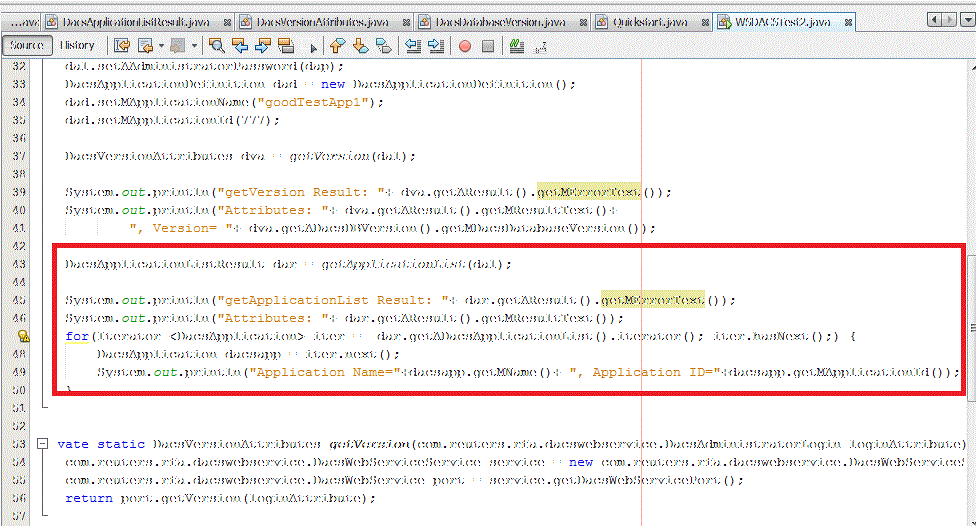 ...ava
DacsApplicationListResult.java
DacsVersionAttributes.java
DacsDatabaseVersion.java
Quickstart.java
WSDACSTest2.java
Source History
32 dal.setAAdministratorPassword(dap);
33 DacsApplicationDefinition dad = new DacsApplicationDefinition();
34 dad.setMApplicationName("goodTestApp1");
35 dad.setMApplicationId(777);
36
37 DacsVersionAttributes dva = getVersion(dal);
38
39 System.out.println("getVersion Result: "+ dva.getAResult().getMErrorText());
40 System.out.println("Attributes: "+ dva.getAResult().getMResultText()+
41 ", Version= "+ dva.getADacsDBVersion().getMDacsDatabaseVersion());
42
43 DacsApplicationListResult dar = getApplicationList(dal);
44
45 System.out.println("getApplicationList Result: "+ dar.getAResult().getMErrorText());
46 System.out.println("Attributes: "+ dar.getAResult().getMResultText());
for(Iterator <DacsApplication> iter = dar.getADacsApplicationList().iterator(); iter.hasNext();) {
48 DacsApplication dacsapp = iter.next();
49 System.out.println("Application Name="+dacsapp.getMName()+ ", Application ID="+dacsapp.getMApplicationId());
50 }
51
52
53 vate static DacsVersionAttributes getVersion(com.reuters.rfa.dacswebservice.DacsAdministratorLogin loginAttribute)
54 com.reuters.rfa.dacswebservice.DacsWebServiceService service = new com.reuters.rfa.dacswebservice.DacsWebServiceS
55 com.reuters.rfa.dacswebservice.DacsWebService port = service.getDacsWebServicePort();
56 return port.getVersion(loginAttribute);
57